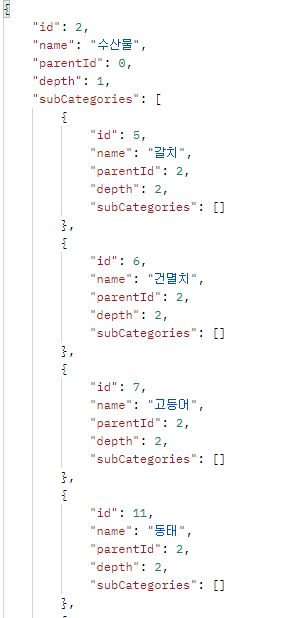 {
"id": 2,
"name": "수산물",
"parentId": 0,
"depth": 1,
"subCategories": [
{
"id": 5,
"name": "갈치",
"parentId": 2,
"depth": 2,
"subCategories": []
},
{
"id": 6,
"name": "건멸치",
"parentId": 2,
"depth": 2,
"subCategories": []
},
{
"id": 7,
"name": "고등어",
"parentId": 2,
"depth": 2,
"subCategories": []
},
{
"id": 11,
"name": "동태",
"parentId": 2,
"depth": 2,
"subCategories": []
},